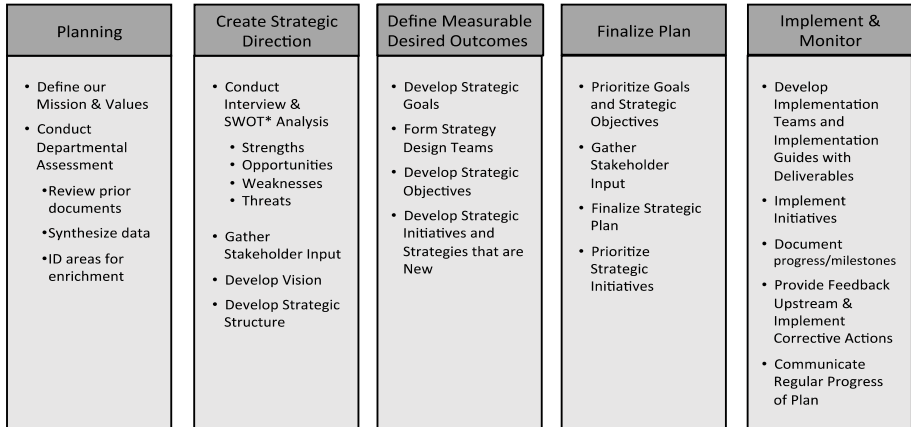 Planning
• Define our
Mission & Values
• Conduct
Departmental
Assessment
•Review prior
documents
•Synthesize data
•ID areas for
enrichment
Create Strategic
Direction
• Conduct
Interview &
SWOT* Analysis
• Strengths
• Opportunities
• Weaknesses
• Threats
• Gather
Stakeholder Input
• Develop Vision
• Develop Strategic
Structure
Define Measurable
Desired Outcomes
• Develop Strategic
Goals
• Form Strategy
Design Teams
• Develop Strategic
Objectives
• Develop Strategic
Initiatives and
Strategies that are
New
Finalize Plan
• Prioritize Goals
and Strategic
Objectives
• Gather
Stakeholder
Input
• Finalize Strategic
Plan
• Prioritize
Strategic
Initiatives
Implement &
Monitor
• Develop
Implementation
Teams and
Implementation
Guides with
Deliverables
• Implement
Initiatives
• Document
progress/milestones
• Provide Feedback
Upstream &
Implement
Corrective Actions
• Communicate
Regular Progress
of Plan